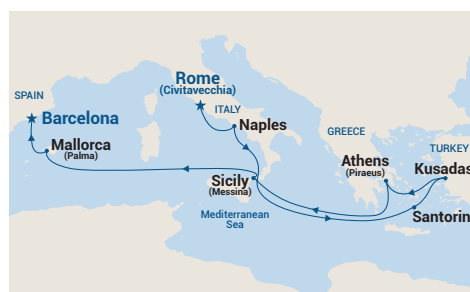 SPAIN
Barcelona
Mallorca
(Palma)
Rome
(Civitavecchia)
ITALY
Naples
Sicily
(Messina)
Mediterranean
Sea
GREECE
Athens
(Piraeus)
TURKEY
Kusadas
Santorin